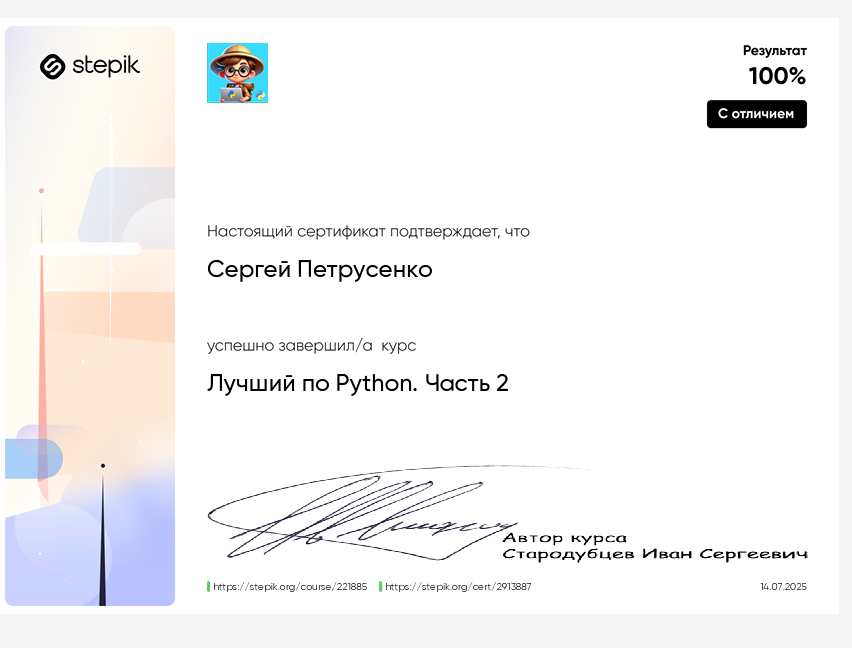 stepik
Результат
100%
С отличием
Настоящий сертификат подтверждает, что
Сергей Петрусенко
успешно завершил/а курс
Лучший по Python. Часть 2
Автор курса
Стародубцев Иван Сергеевич
https://stepik.org/course/221885 https://stepik.org/cert/2913887 14.07.2025